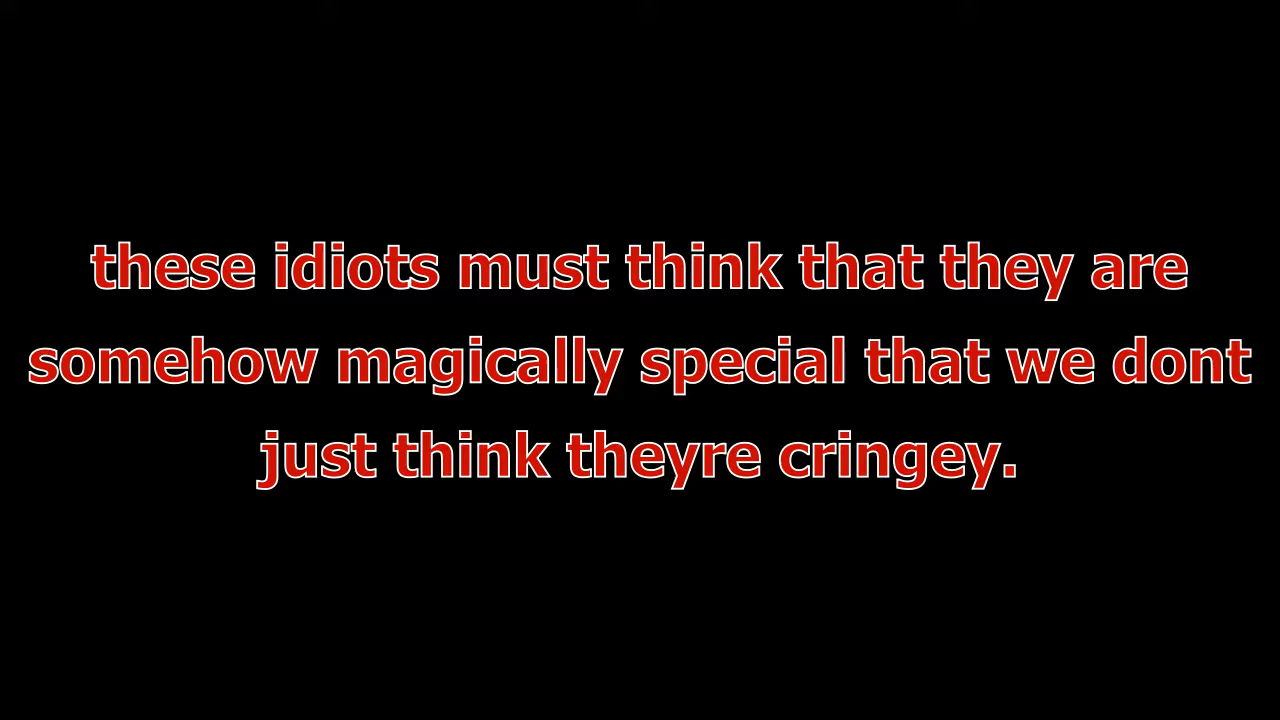 these idiots must think that they are
somehow magically special that we dont
just think theyre cringey.